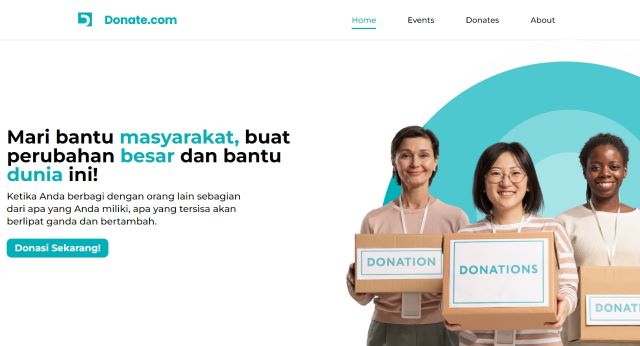 Donate.com
Home
Events
Donates
About
Mari bantu masyarakat, buat
perubahan besar dan bantu
dunia ini!
Ketika Anda berbagi dengan orang lain sebagian
dari apa yang Anda miliki, apa yang tersisa akan
berlipat ganda dan bertambah.
Donasi Sekarang!
DONATION
DONATIONS
DONAT